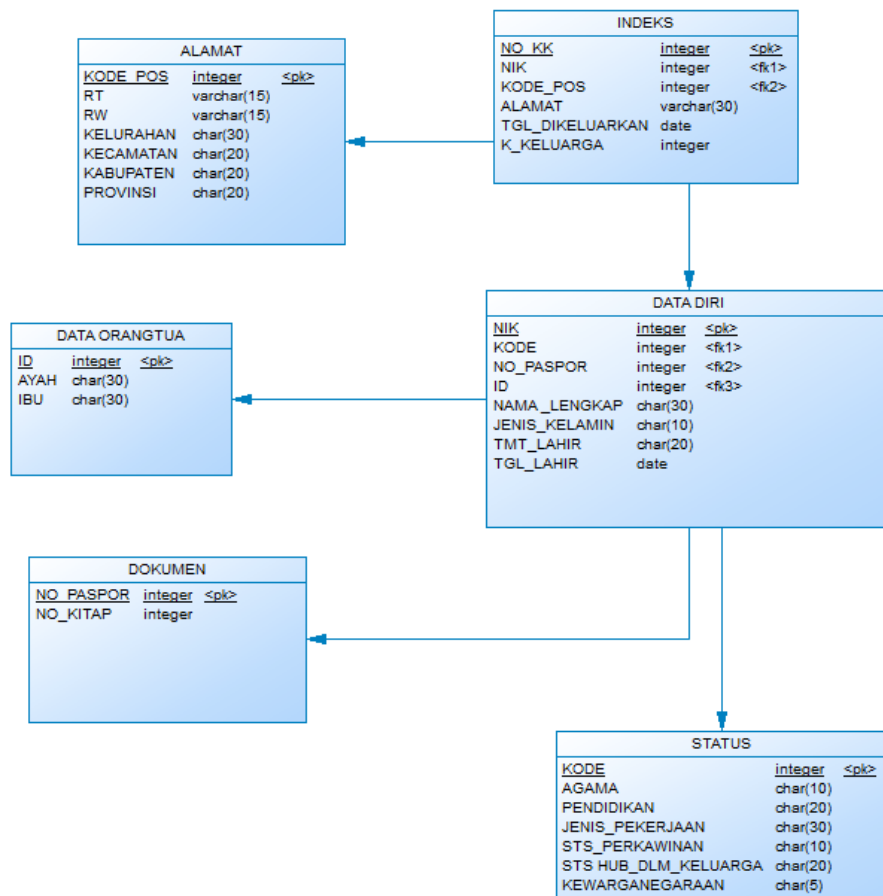 ALAMAT
KODE_POS integer <pk>
RT varchar(15)
RW varchar(15)
KELURAHAN char(30)
KECAMATAN char(20)
KABUPATEN char(20)
PROVINSI char(20)
INDEKS
NO_KK integer <pk>
NIK integer <fk1>
KODE_POS integer <fk2>
ALAMAT varchar(30)
TGL_DIKELUARKAN date
K_KELUARGA integer
DATA ORANGTUA
ID integer <pk>
AYAH char(30)
IBU char(30)
DATA DIRI
NIK integer <pk>
KODE integer <fk1>
NO_PASPOR integer <fk2>
ID integer <fk3>
NAMA_LENGKAP char(30)
JENIS_KELAMIN char(10)
TMT_LAHIR char(20)
TGL_LAHIR date
DOKUMEN
NO_PASPOR integer <pk>
NO_KITAP integer
STATUS
KODE integer <pk>
AGAMA char(10)
PENDIDIKAN char(20)
JENIS_PEKERJAAN char(30)
STS_PERKAWINAN char(10)
STS HUB_DLM_KELUARGA char(20)
KEWARGANEGARAAN char(5)